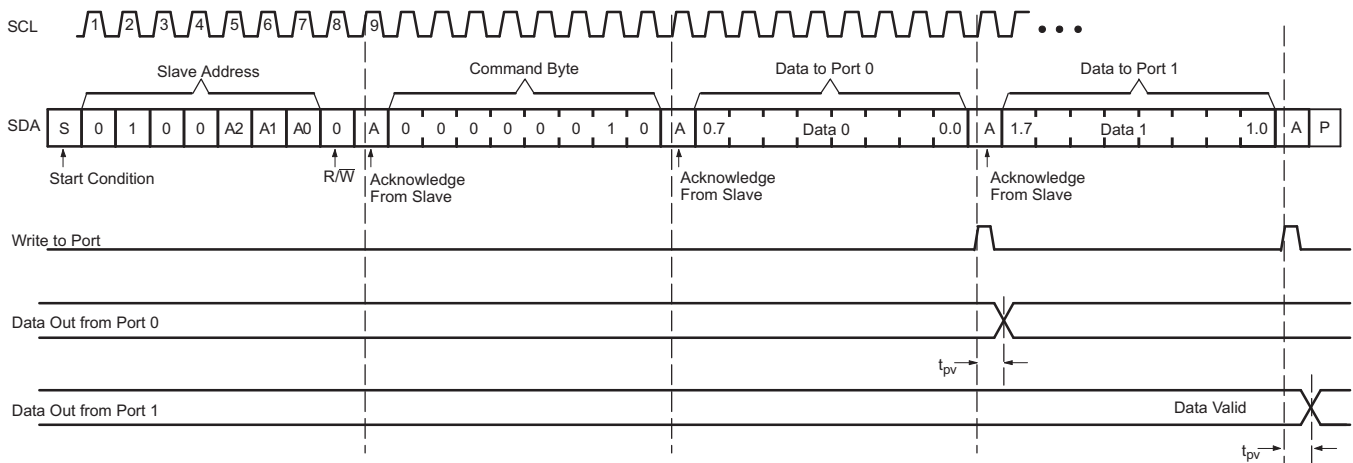 SCL 1 2 3 4 5 6 7 8 9
Slave Address Command Byte Data to Port 0 Data to Port 1
SDA S 0 1 0 0 A2 A1 A0 0 A 0 0 0 0 0 0 1 0 A 0.7 Data 0 0.0 A 1.7 Data 1 1.0 A P
Start Condition R/W̅ Acknowledge From Slave Acknowledge From Slave Acknowledge From Slave
Write to Port
Data Out from Port 0
tpv
Data Out from Port 1 Data Valid
tpv